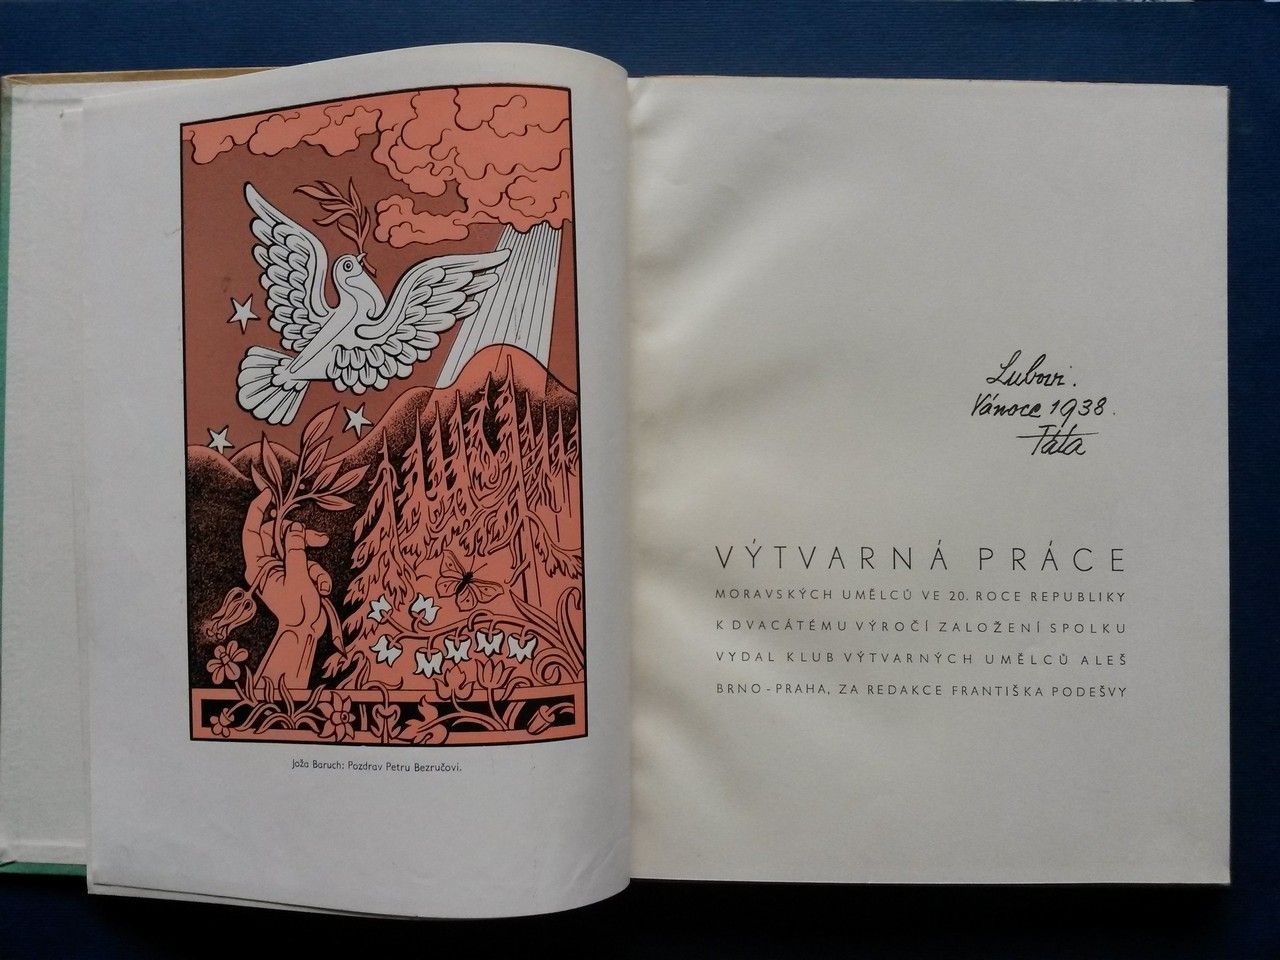 Joža Baruch: Pozdrav Petru Bezručovi.
Lubovi.
Vánoce 1938.
Táta
VÝTVARNÁ PRÁCE
MORAVSKÝCH UMĚLCŮ VE 20. ROCE REPUBLIKY
K DVACÁTÉMU VÝROČÍ ZALOŽENÍ SPOLKU
VYDAL KLUB VÝTVARNÝCH UMĚLCŮ ALEŠ
BRNO - PRAHA, ZA REDAKCE FRANTIŠKA PODEŠVY